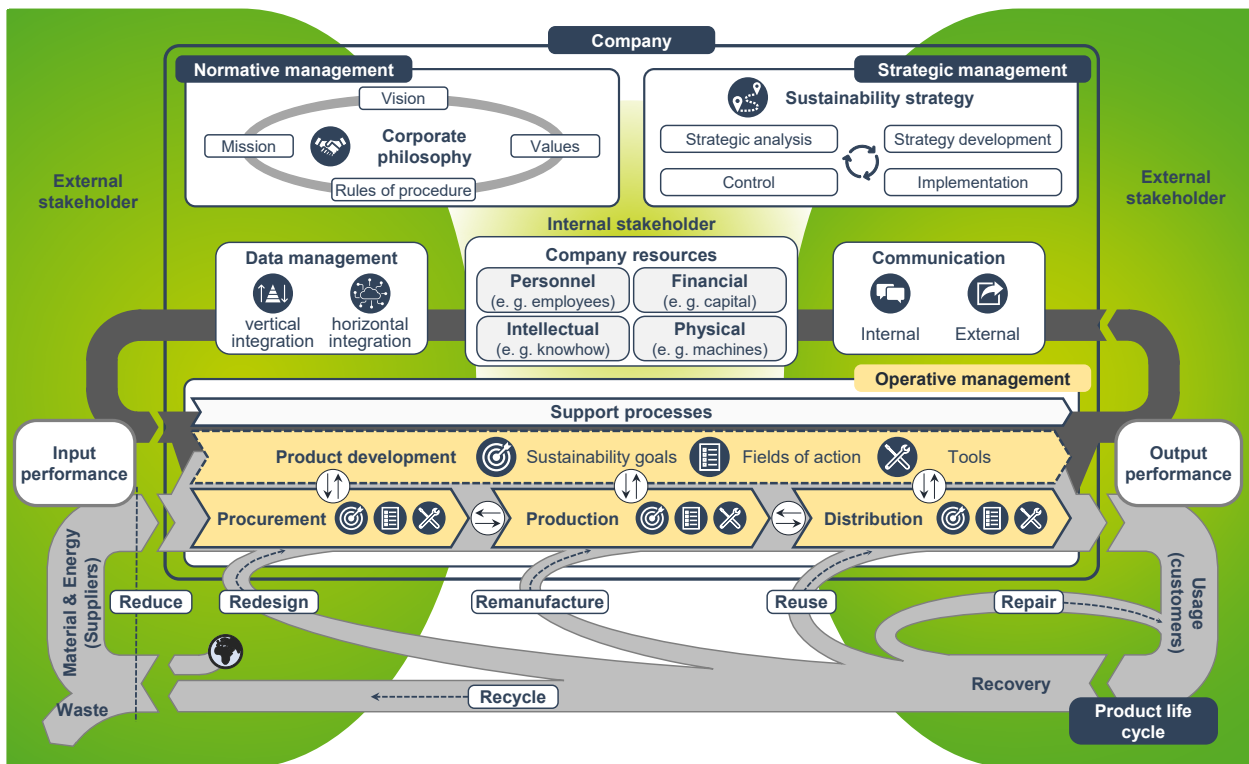 Company
Normative management
Vision
Mission
Corporate
philosophy
Values
Rules of procedure
Strategic management
Sustainability strategy
Strategic analysis
Strategy development
Control
Implementation
External
stakeholder
External
stakeholder
Internal stakeholder
Data management
vertical
integration
horizontal
integration
Company resources
Personnel
(e. g. employees)
Financial
(e. g. capital)
Intellectual
(e. g. knowhow)
Physical
(e. g. machines)
Communication
Internal
External
Operative management
Support processes
Input
performance
Output
performance
Product development
Sustainability goals
Fields of action
Tools
Procurement
Production
Distribution
Material & Energy
(Suppliers)
Reduce
Redesign
Remanufacture
Reuse
Repair
Usage
(customers)
Recovery
Recycle
Waste
Product life
cycle